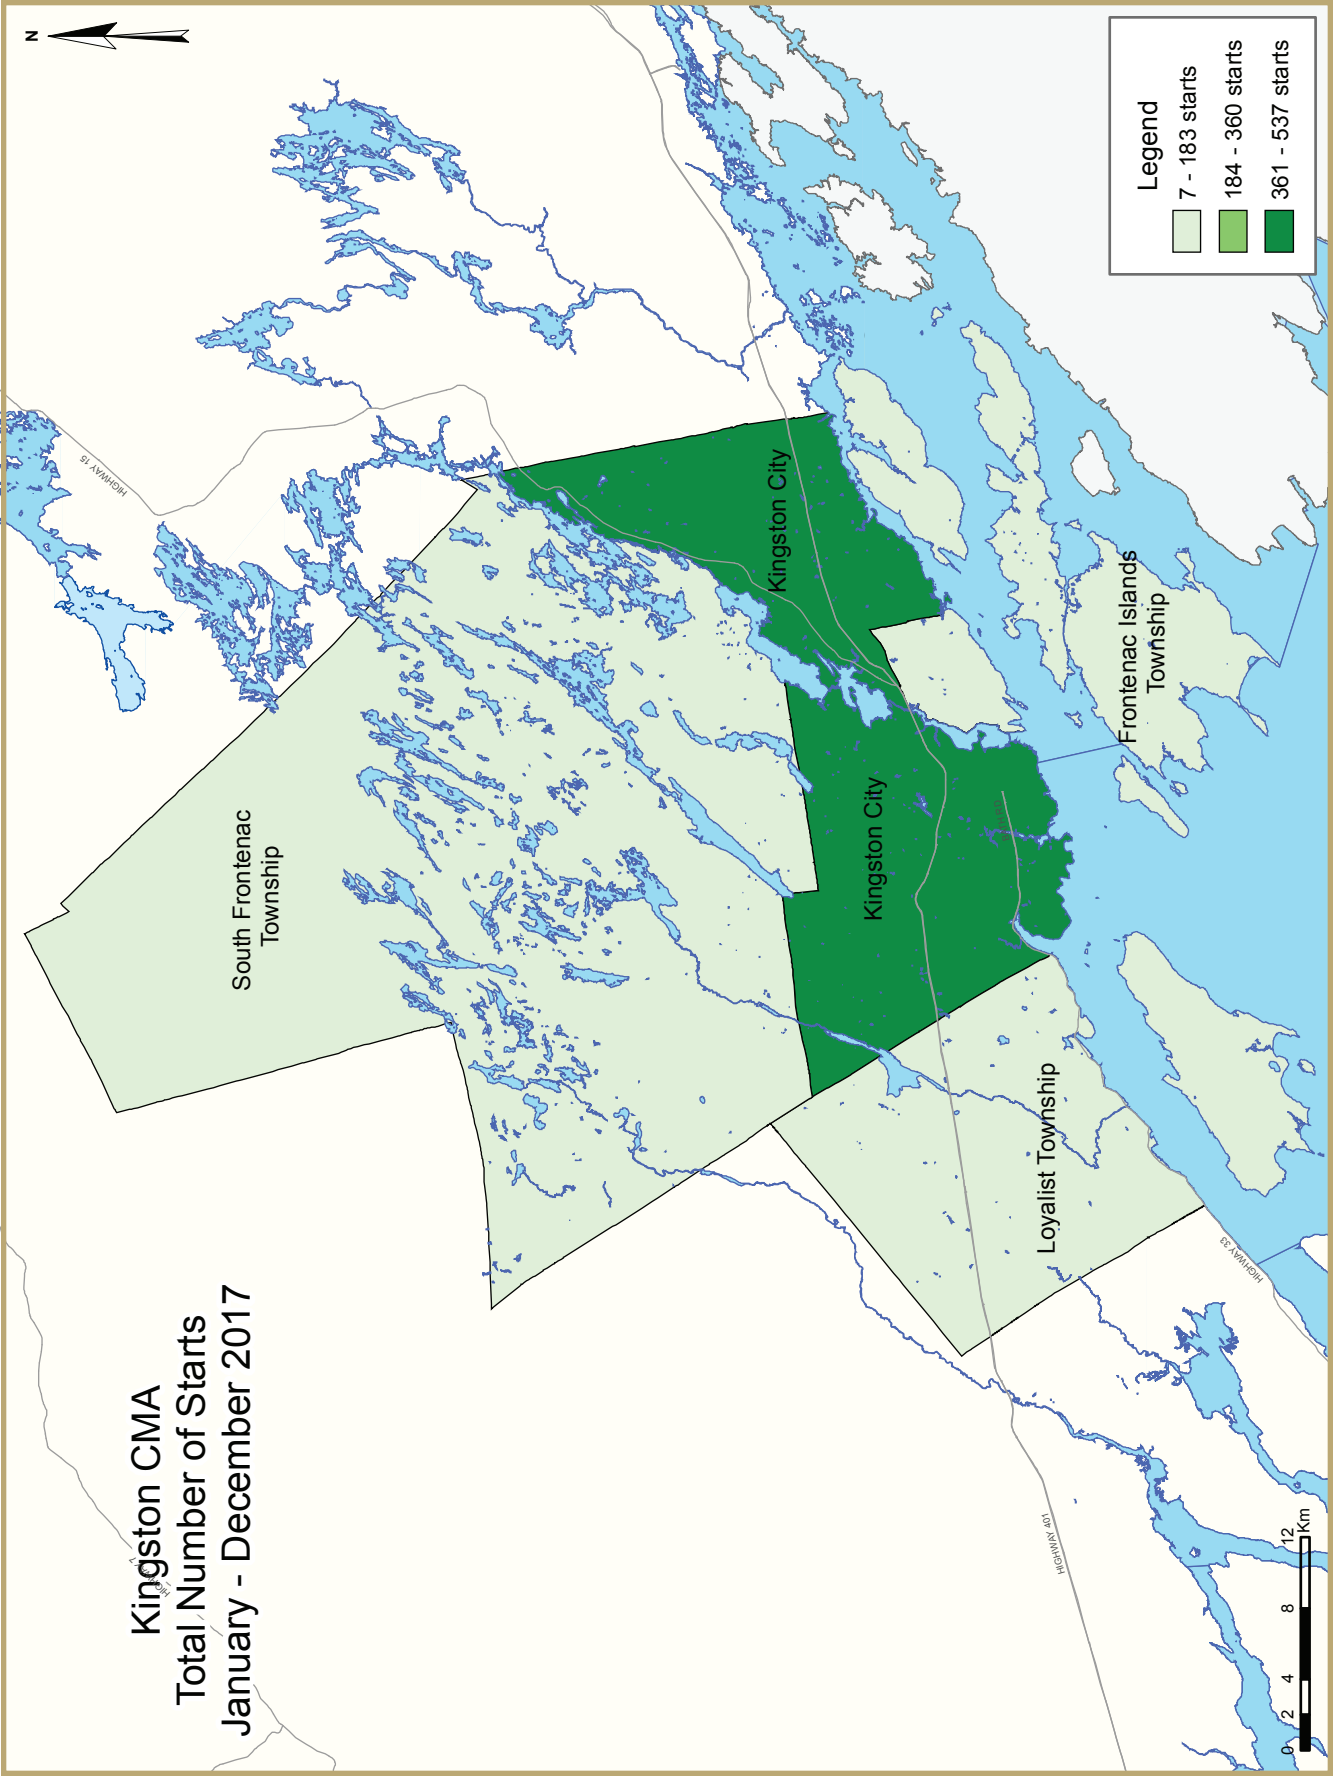 Kingston CMA
Total Number of Starts
January - December 2017
N
HIGHWAY 7
HIGHWAY 15
South Frontenac
Township
Kingston City
Kingston City
Frontenac Islands
Township
Loyalist Township
HIGHWAY 33
HIGHWAY 401
Legend
7 - 183 starts
184 - 360 starts
361 - 537 starts
0 2 4 8 12
Km